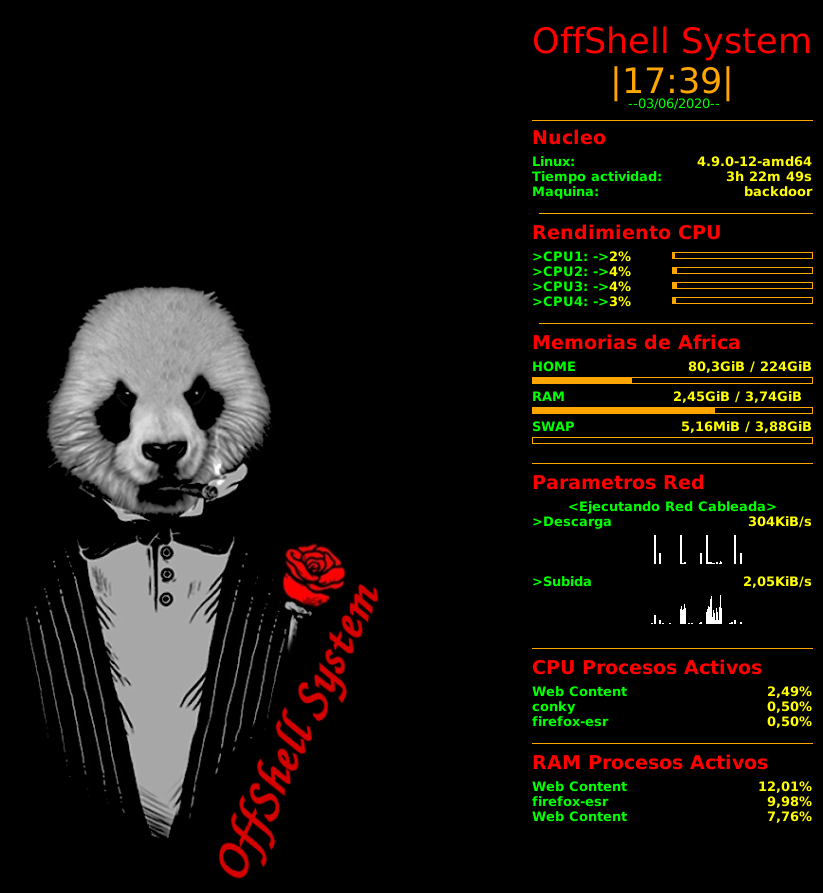 OffShell System
|17:39|
--03/06/2020--
Nucleo
Linux: 4.9.0-12-amd64
Tiempo actividad: 3h 22m 49s
Maquina: backdoor
Rendimiento CPU
>CPU1: ->2%
>CPU2: ->4%
>CPU3: ->4%
>CPU4: ->3%
Memorias de Africa
HOME 80,3GiB / 224GiB
RAM 2,45GiB / 3,74GiB
SWAP 5,16MiB / 3,88GiB
Parametros Red
<Ejecutando Red Cableada>
>Descarga 304KiB/s
>Subida 2,05KiB/s
CPU Procesos Activos
Web Content 2,49%
conky 0,50%
firefox-esr 0,50%
RAM Procesos Activos
Web Content 12,01%
firefox-esr 9,98%
Web Content 7,76%
OffShell System